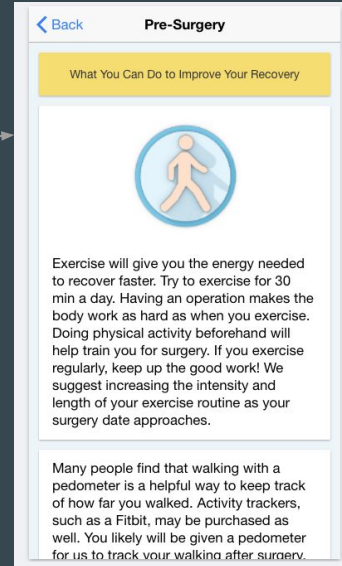 Back
Pre-Surgery
What You Can Do to Improve Your Recovery
Exercise will give you the energy needed
to recover faster. Try to exercise for 30
min a day. Having an operation makes the
body work as hard as when you exercise.
Doing physical activity beforehand will
help train you for surgery. If you exercise
regularly, keep up the good work! We
suggest increasing the intensity and
length of your exercise routine as your
surgery date approaches.
Many people find that walking with a
pedometer is a helpful way to keep track
of how far you walked. Activity trackers,
such as a Fitbit, may be purchased as
well. You likely will be given a pedometer
for us to track your walking after surgery.